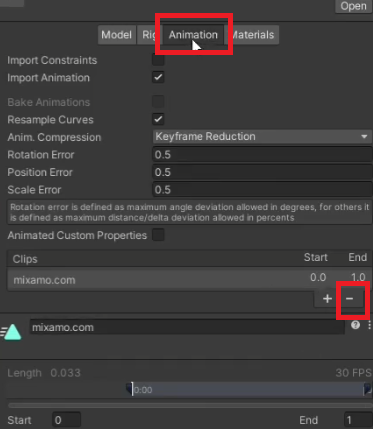 Open
Model Rig Animation Materials
Import Constraints
Import Animation
Bake Animations
Resample Curves
Anim. Compression Keyframe Reduction
Rotation Error 0.5
Position Error 0.5
Scale Error 0.5
Rotation error is defined as maximum angle deviation allowed in degrees, for others it
is defined as maximum distance/delta deviation allowed in percents
Animated Custom Properties
Clips Start End
mixamo.com 0.0 1.0
+ −
mixamo.com
Length 0.033 30 FPS
0:00
Start 0 End 1